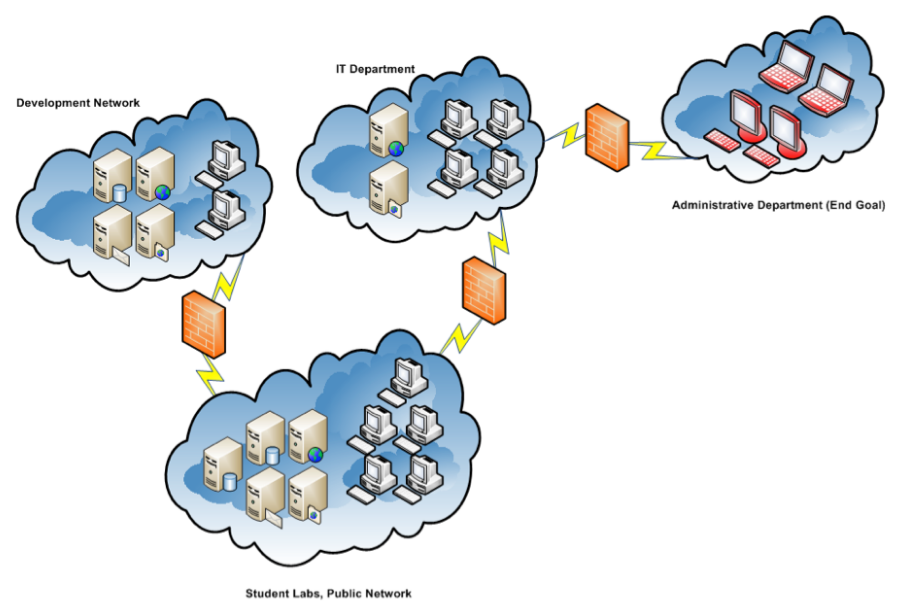 IT Department
Development Network
Administrative Department (End Goal)
Student Labs, Public Network